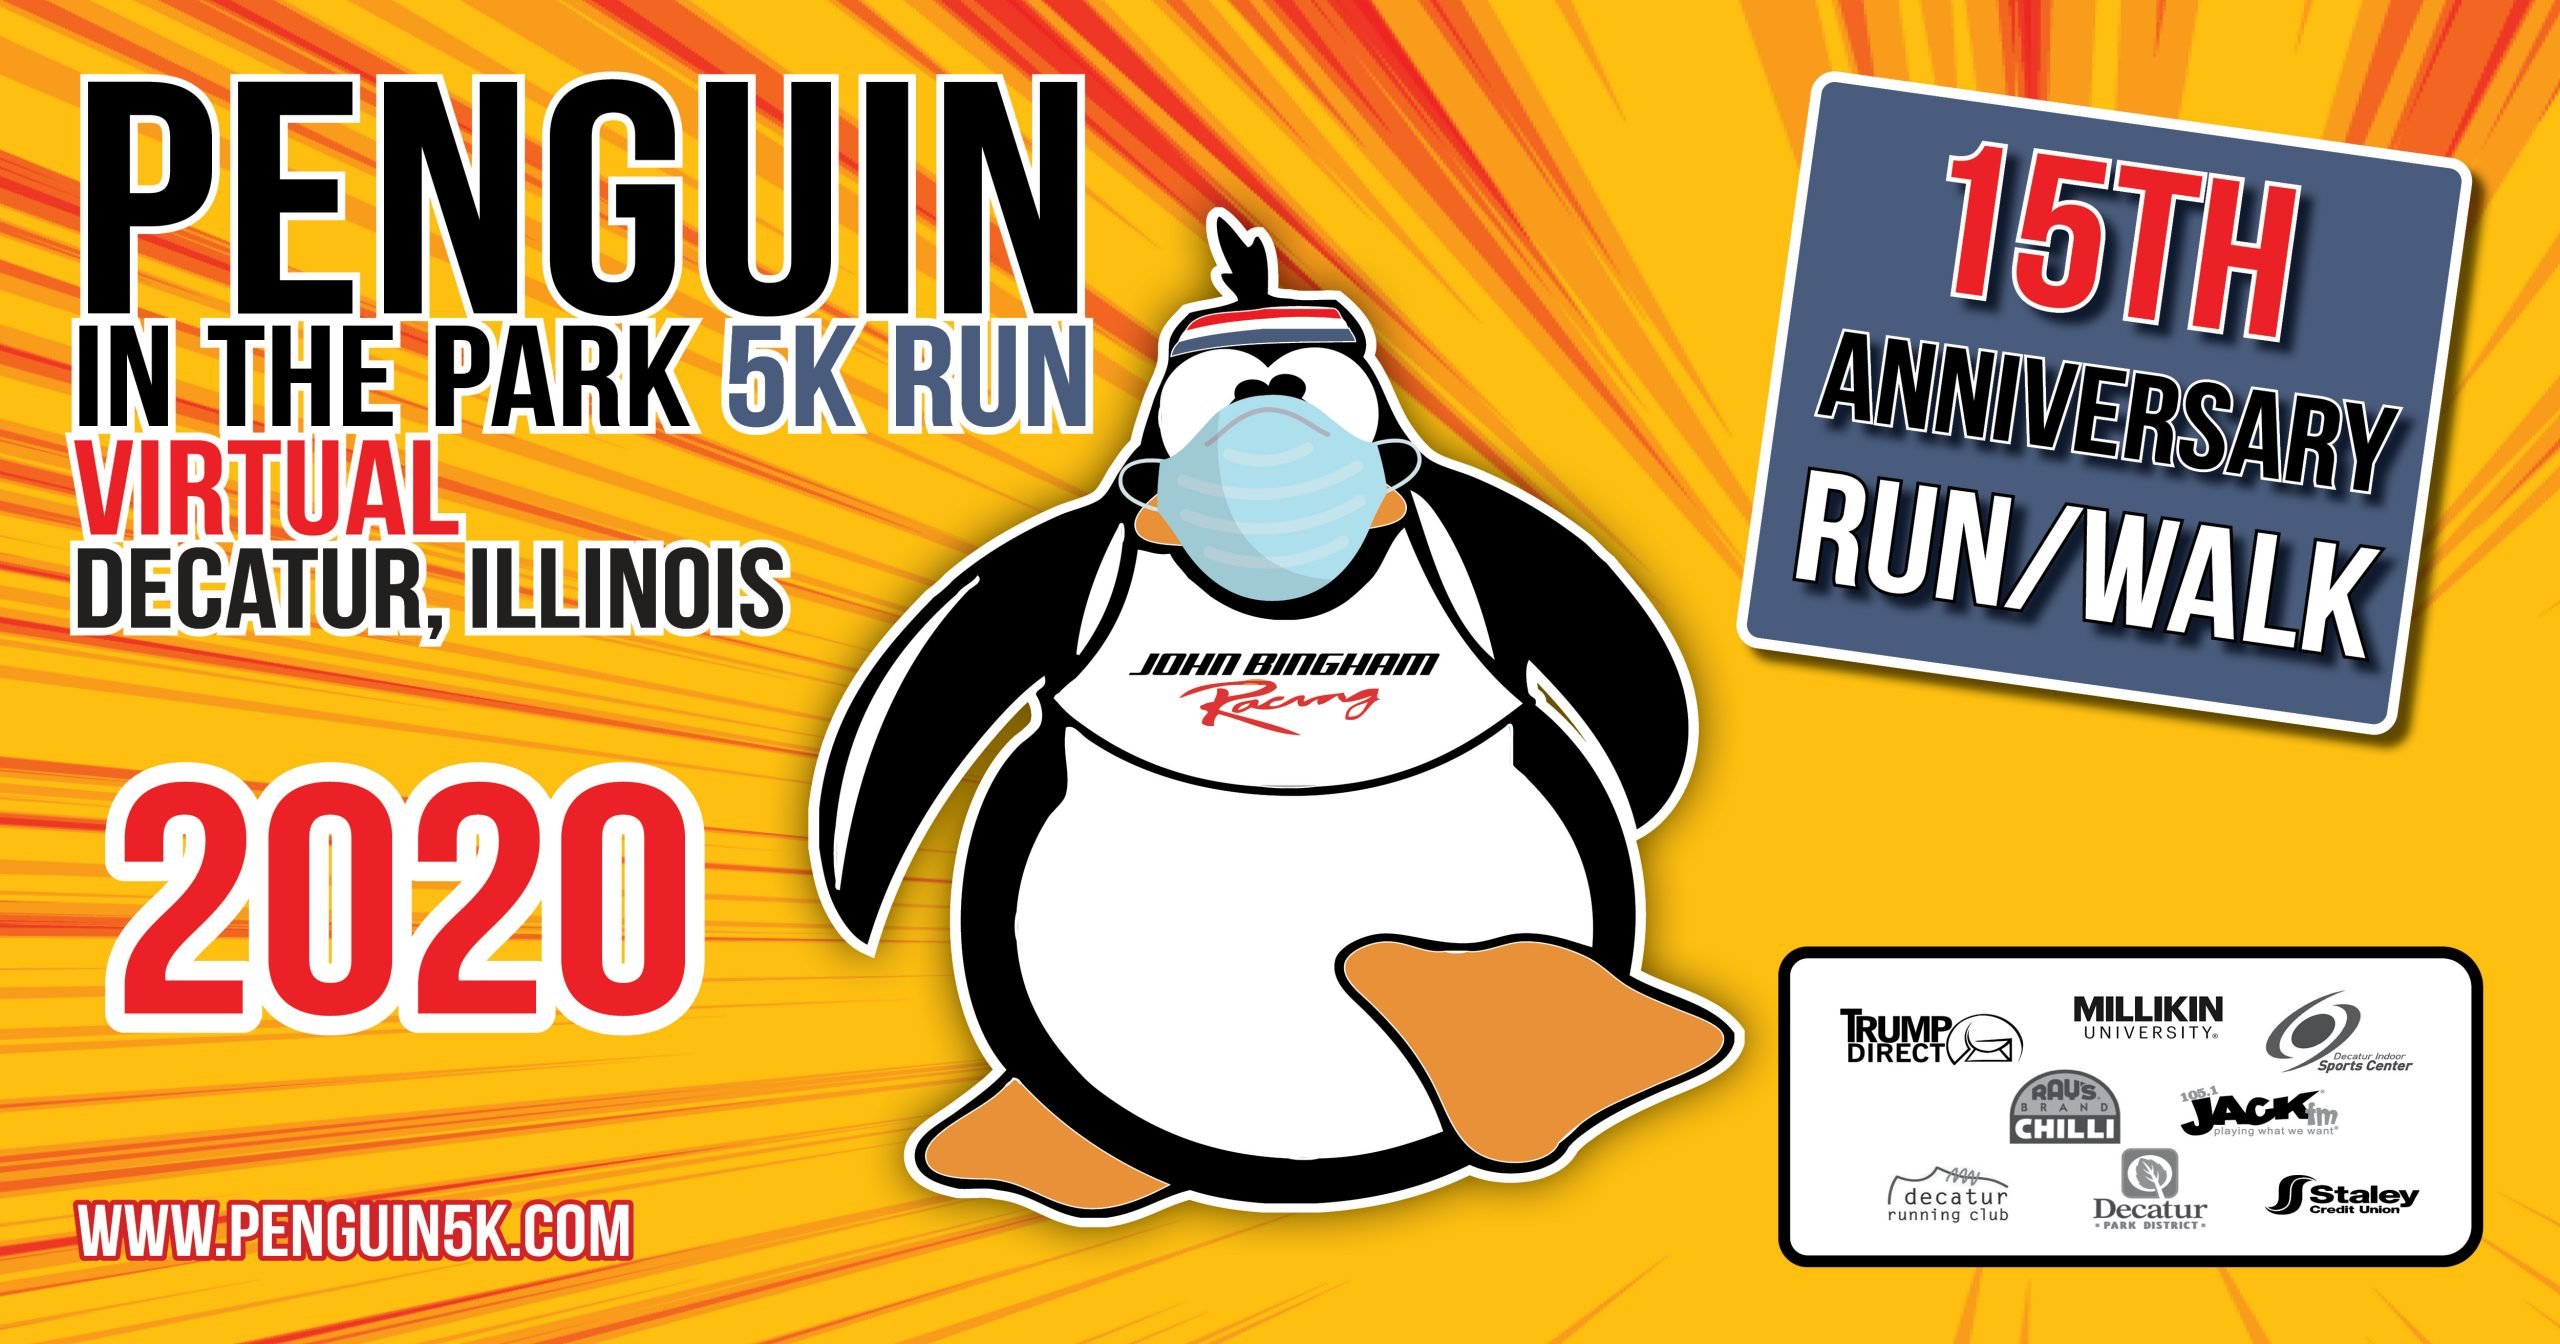 PENGUIN
IN THE PARK 5K RUN
VIRTUAL
DECATUR, ILLINOIS
2020
WWW.PENGUIN5K.COM
JOHN BINGHAM
Racing
15TH
ANNIVERSARY
RUN/WALK
TRUMP
DIRECT
MILLIKIN
UNIVERSITY®
Decatur Indoor
Sports Center
RAY'S
BRAND
CHILLI
105.1
JACK fm
playing what we want®
decatur
running club
Decatur
- PARK DISTRICT -
Staley
Credit Union